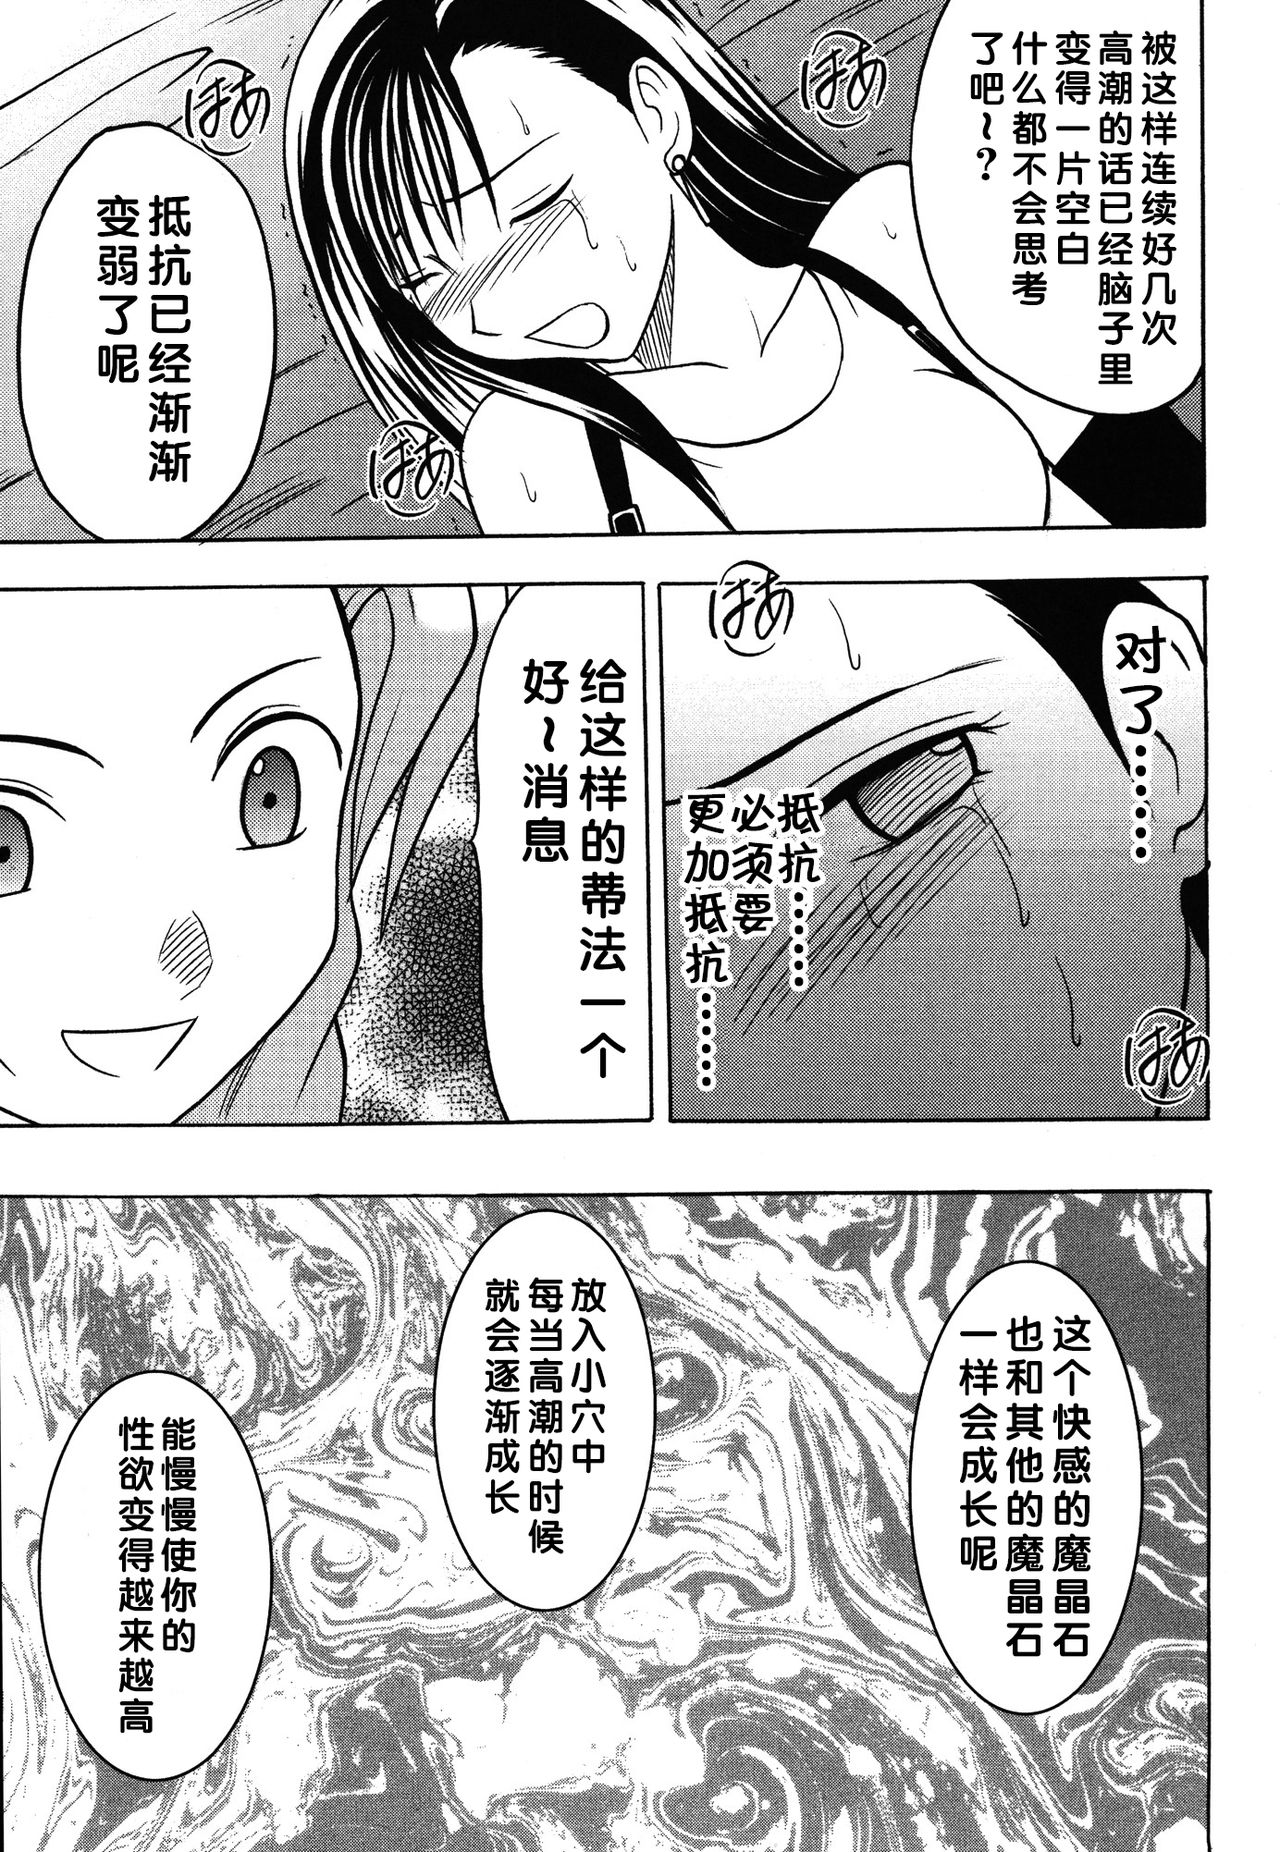 被这样连续好几次
高潮的话已经脑子里
变得一片空白
什么都不会思考
了吧～？
はあ
はあ
抵抗已经渐渐
变弱了呢
はあ
对了……
はあ
抵抗……
必须要
更加抵抗……
はあ
给这样的蒂法一个
好～消息
这个快感的魔晶石
也和其他的魔晶石
一样会成长呢
放入小穴中
每当高潮的时候
就会逐渐成长
能慢慢使你的
性欲变得越来越高